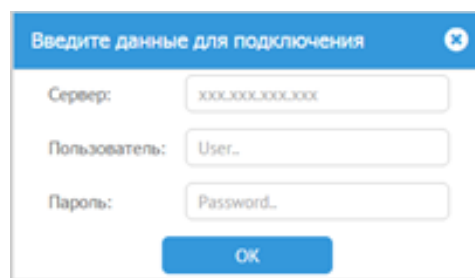 Введите данные для подключения
Сервер: xxx.xxx.xxx.xxx
Пользователь: User..
Пароль: Password..
OK